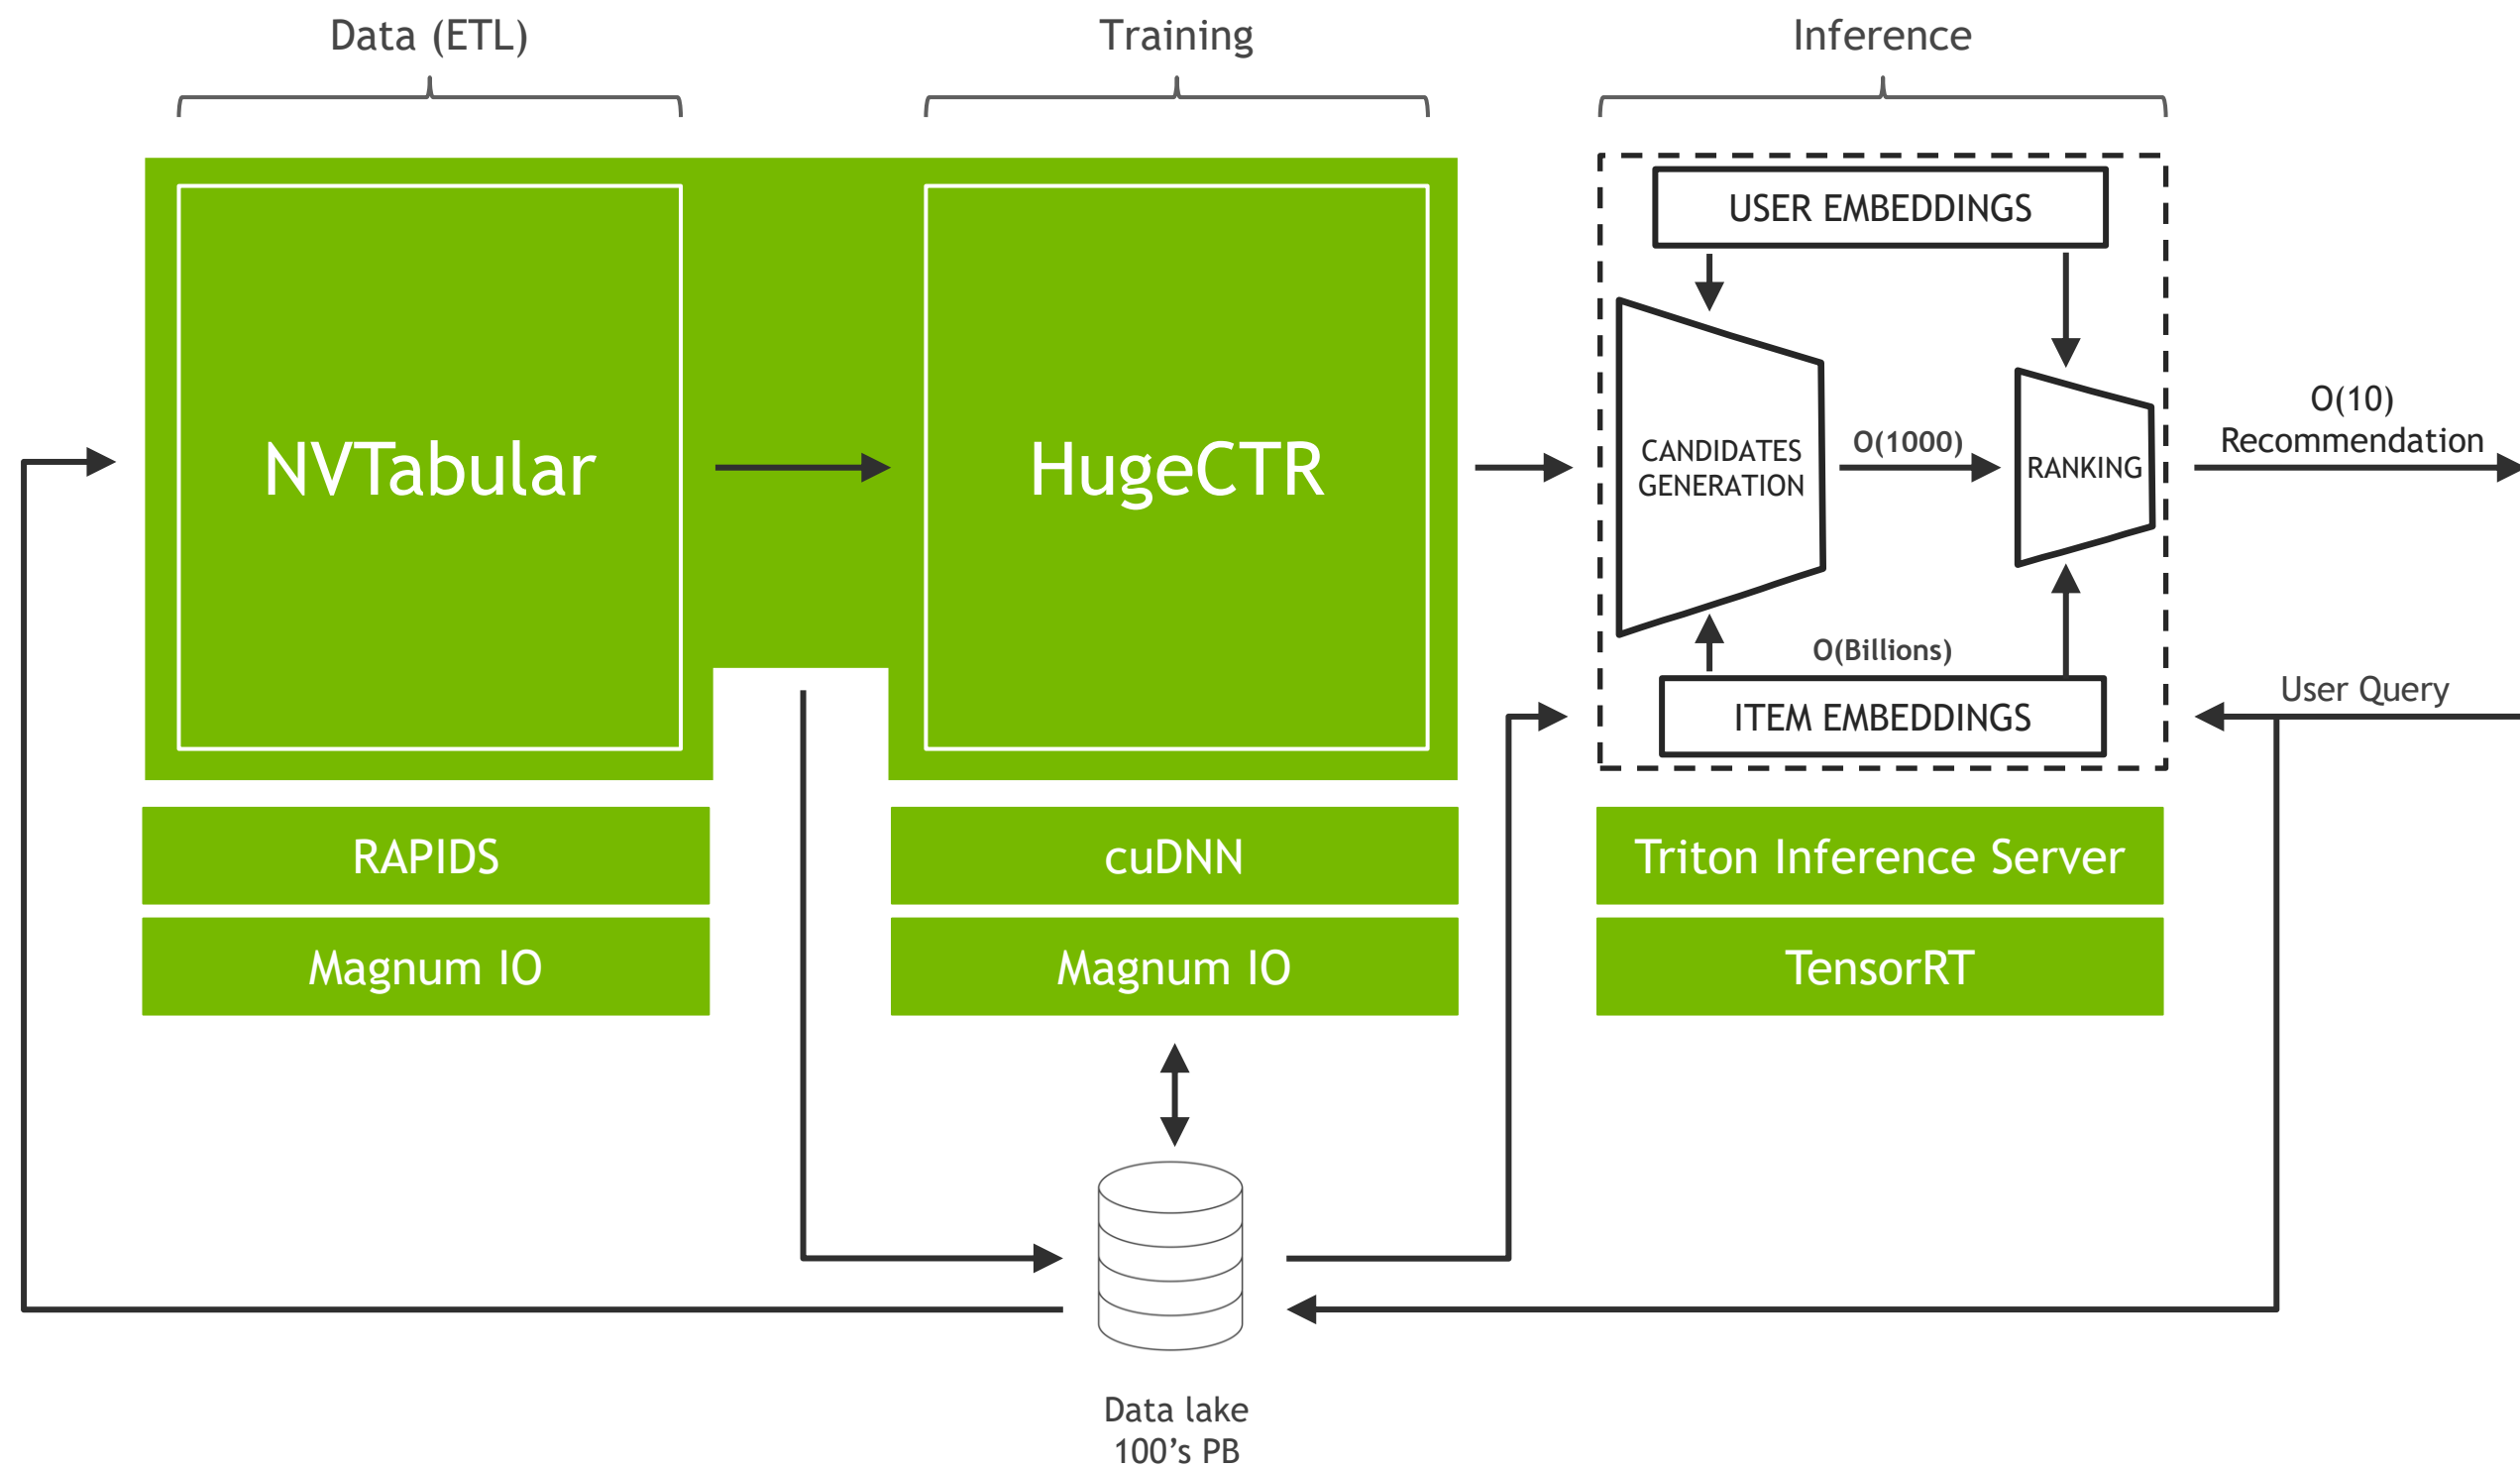 Data (ETL)
Training
Inference
USER EMBEDDINGS
NVTabular
HugeCTR
CANDIDATES
GENERATION
O(1000)
RANKING
O(10)
Recommendation
O(Billions)
ITEM EMBEDDINGS
User Query
RAPIDS
cuDNN
Triton Inference Server
Magnum IO
Magnum IO
TensorRT
Data lake
100’s PB